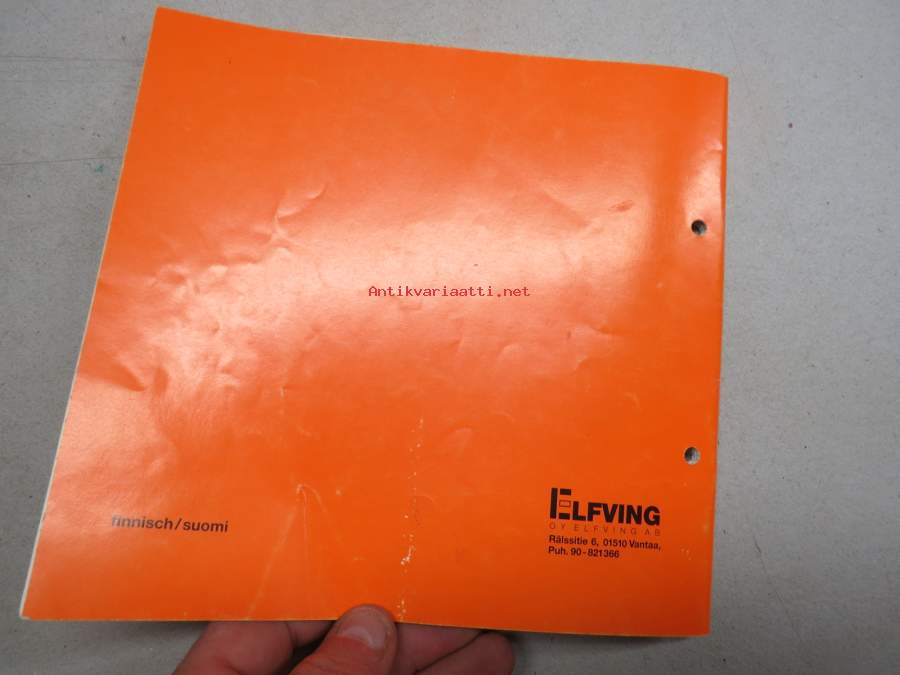 Antikvariaatti.net
finnisch/suomi
ELFVING
OY ELFVING AB
Rälssitie 6, 01510 Vantaa,
Puh. 90-821366